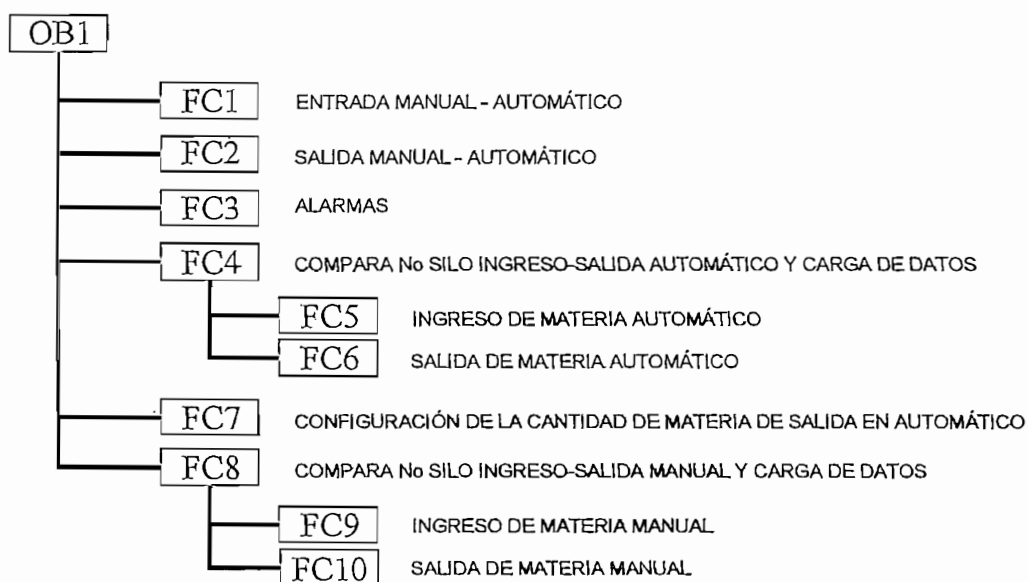 OB1
FC1 ENTRADA MANUAL - AUTOMÁTICO
FC2 SALIDA MANUAL - AUTOMÁTICO
FC3 ALARMAS
FC4 COMPARA No SILO INGRESO-SALIDA AUTOMÁTICO Y CARGA DE DATOS
FC5 INGRESO DE MATERIA AUTOMÁTICO
FC6 SALIDA DE MATERIA AUTOMÁTICO
FC7 CONFIGURACIÓN DE LA CANTIDAD DE MATERIA DE SALIDA EN AUTOMÁTICO
FC8 COMPARA No SILO INGRESO-SALIDA MANUAL Y CARGA DE DATOS
FC9 INGRESO DE MATERIA MANUAL
FC10 SALIDA DE MATERIA MANUAL